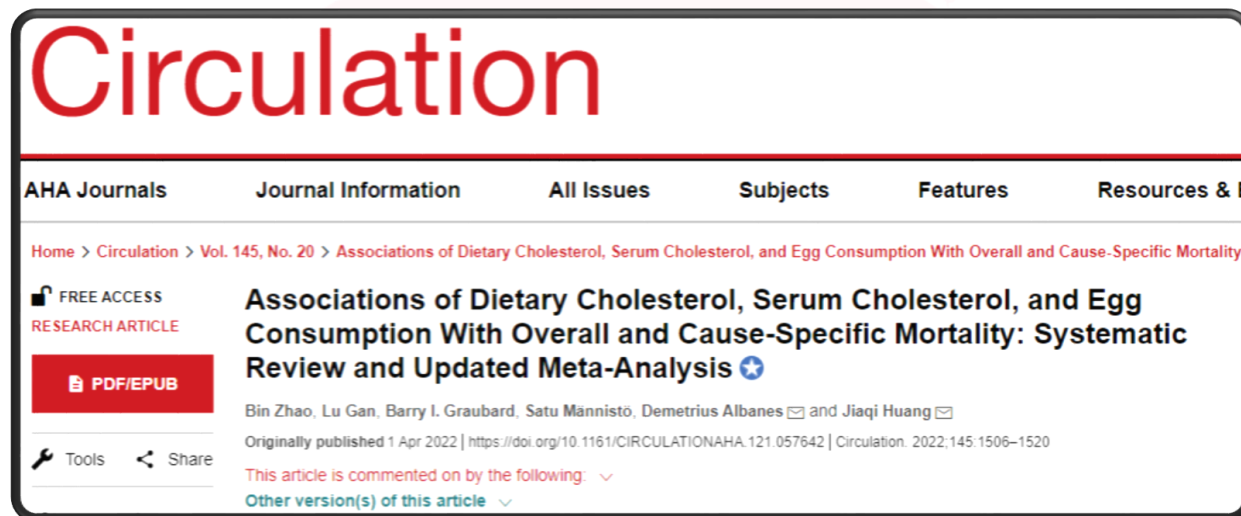 Circulation
AHA Journals Journal Information All Issues Subjects Features Resources &
Home > Circulation > Vol. 145, No. 20 > Associations of Dietary Cholesterol, Serum Cholesterol, and Egg Consumption With Overall and Cause-Specific Mortality
FREE ACCESS
RESEARCH ARTICLE
PDF/EPUB
Tools Share
Associations of Dietary Cholesterol, Serum Cholesterol, and Egg
Consumption With Overall and Cause-Specific Mortality: Systematic
Review and Updated Meta-Analysis
Bin Zhao, Lu Gan, Barry I. Graubard, Satu Männistö, Demetrius Albanes and Jiaqi Huang
Originally published 1 Apr 2022 | https://doi.org/10.1161/CIRCULATIONAHA.121.057642 | Circulation. 2022;145:1506–1520
This article is commented on by the following:
Other version(s) of this article